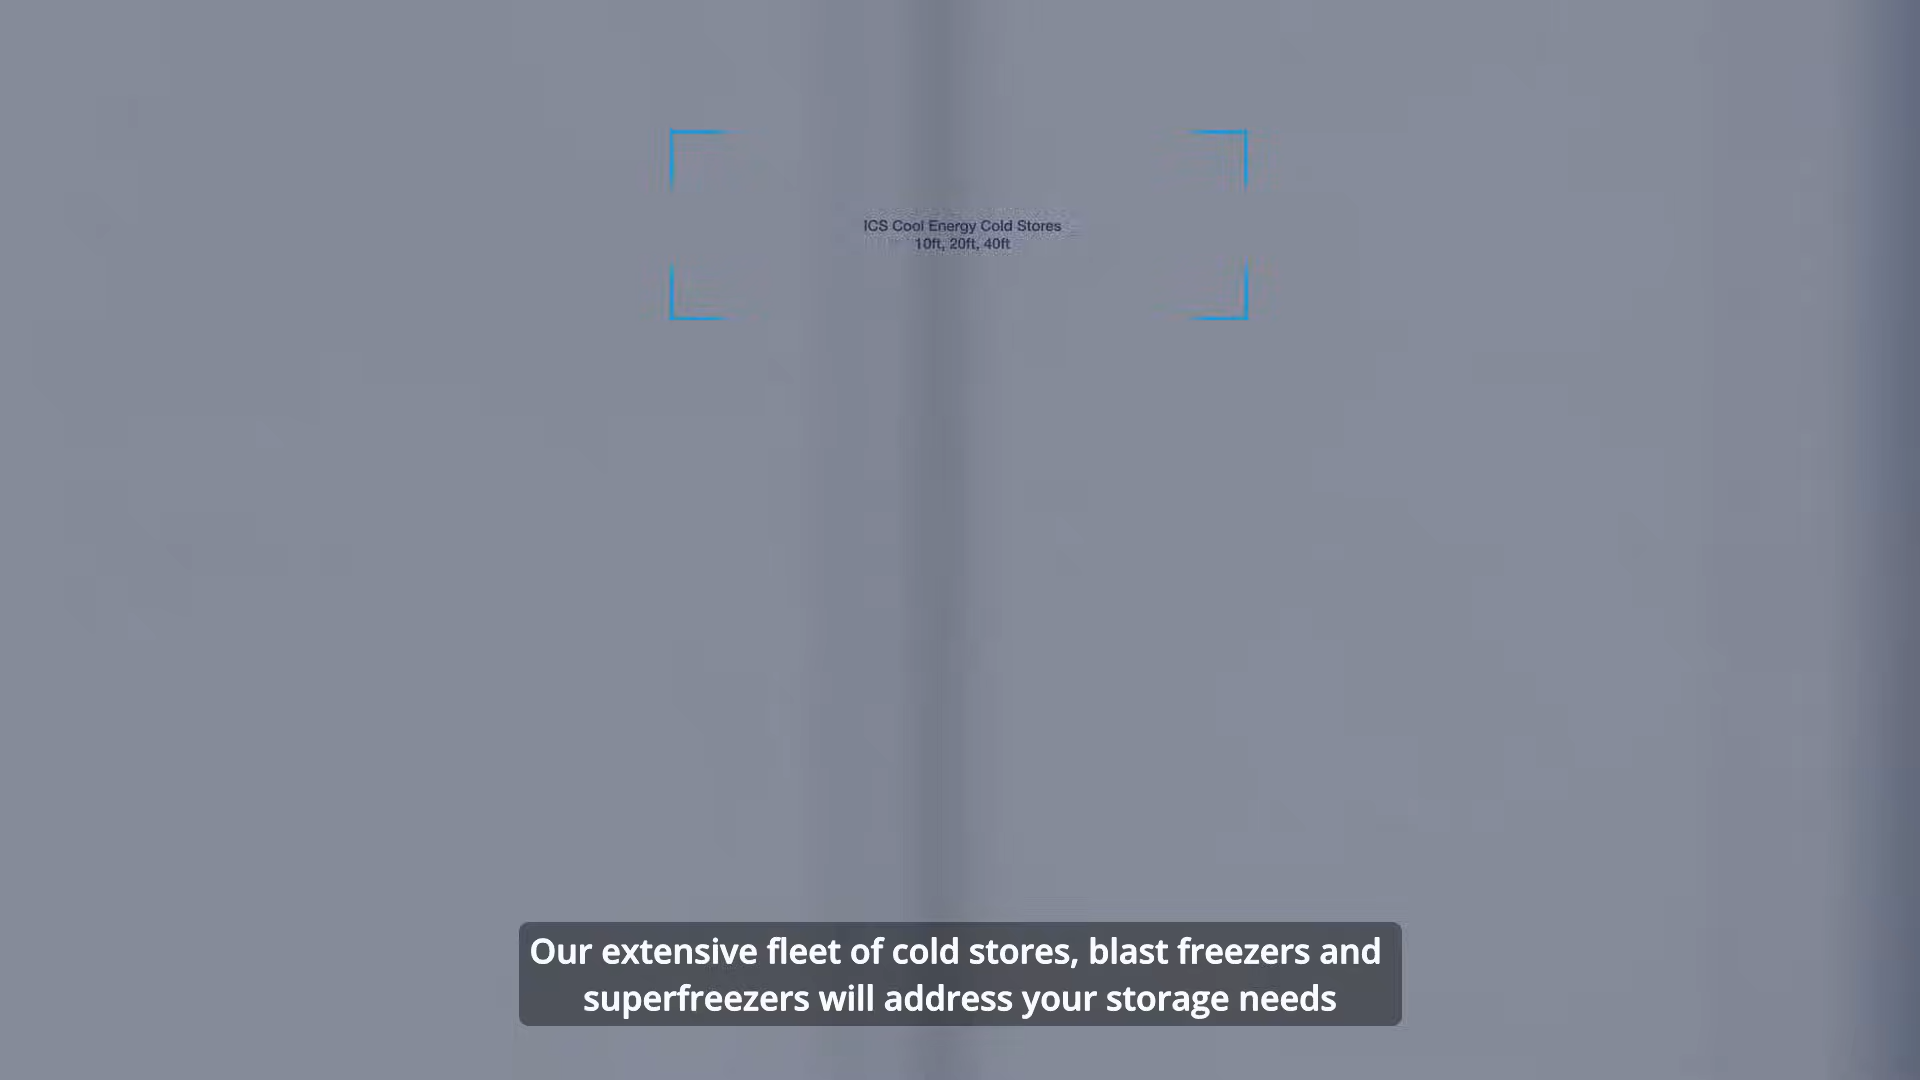 ICS Cool Energy Cold Stores
10ft, 20ft, 40ft
Our extensive fleet of cold stores, blast freezers and
superfreezers will address your storage needs